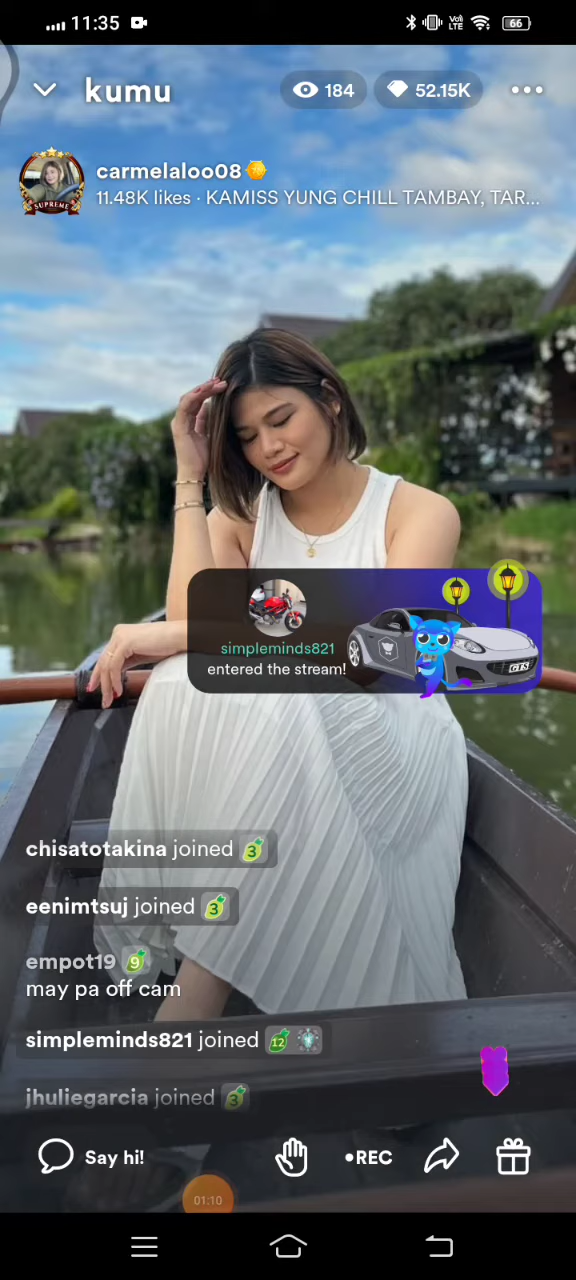 11:35
Vo)) LTE
66
kumu
184
52.15K
carmelaloo08
11.48K likes · KAMISS YUNG CHILL TAMBAY, TAR...
SUPREME
simpleminds821
entered the stream!
GTS
chisatotakina joined 3
eenimtsuj joined 3
empot19 9
may pa off cam
simpleminds821 joined 12
jhuliegarcia joined 3
Say hi!
•REC
01:10